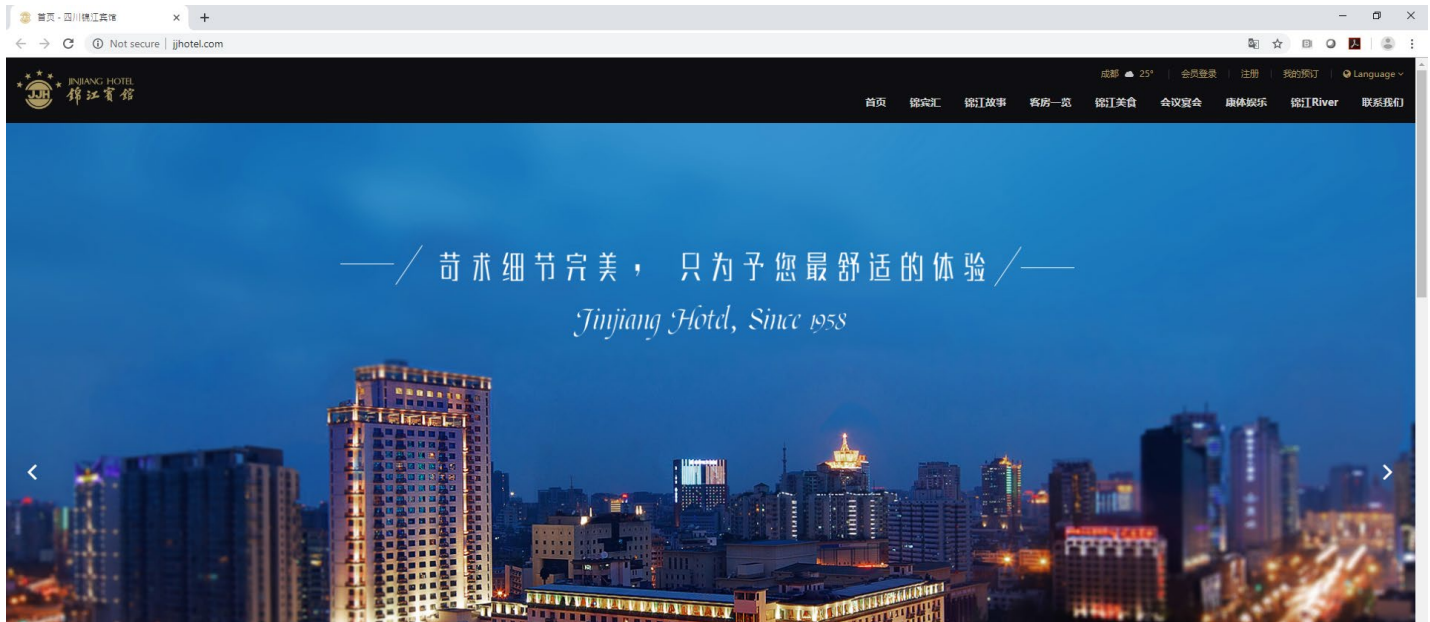 首页 - 四川锦江宾馆
Not secure | jjhotel.com
JJH
JINJIANG HOTEL
錦江賓館
成都 25° | 会员登录 | 注册 | 我的预订 | Language
首页 锦宾汇 锦江故事 客房一览 锦江美食 会议宴会 康体娱乐 锦江River 联系我们
苛求细节完美， 只为予您最舒适的体验
Jinjiang Hotel, Since 1958